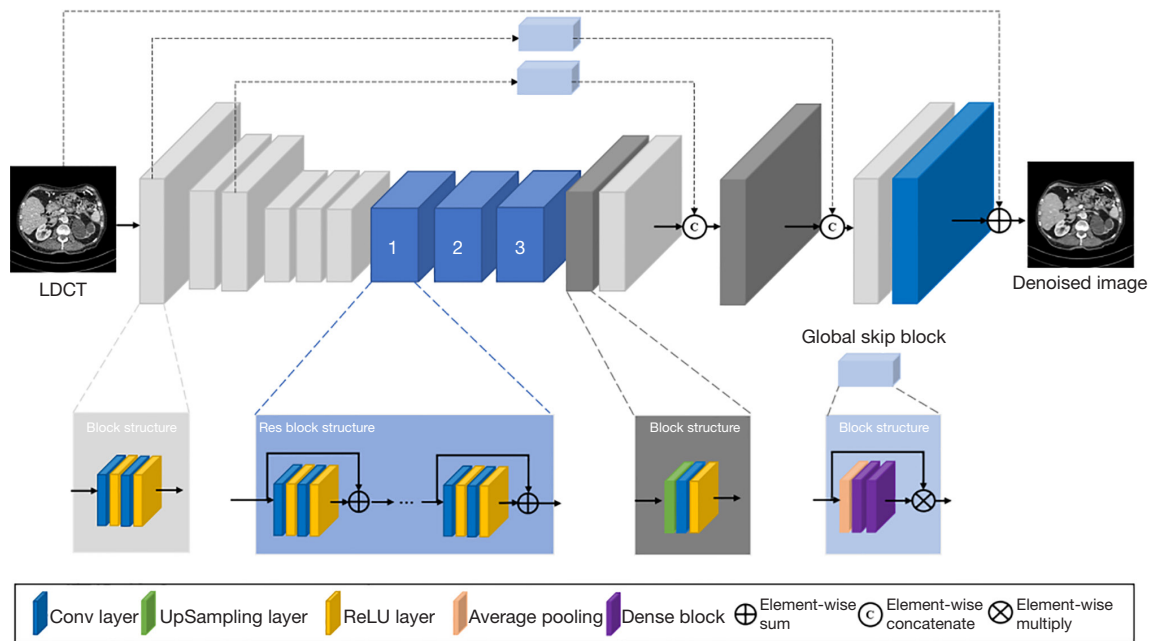 C
C
1
2
3
LDCT
Denoised image
Global skip block
Block structure
Res block structure
Block structure
Block structure
...
Conv layer
UpSampling layer
ReLU layer
Average pooling
Dense block
Element-wise
sum
C
Element-wise
concatenate
Element-wise
multiply